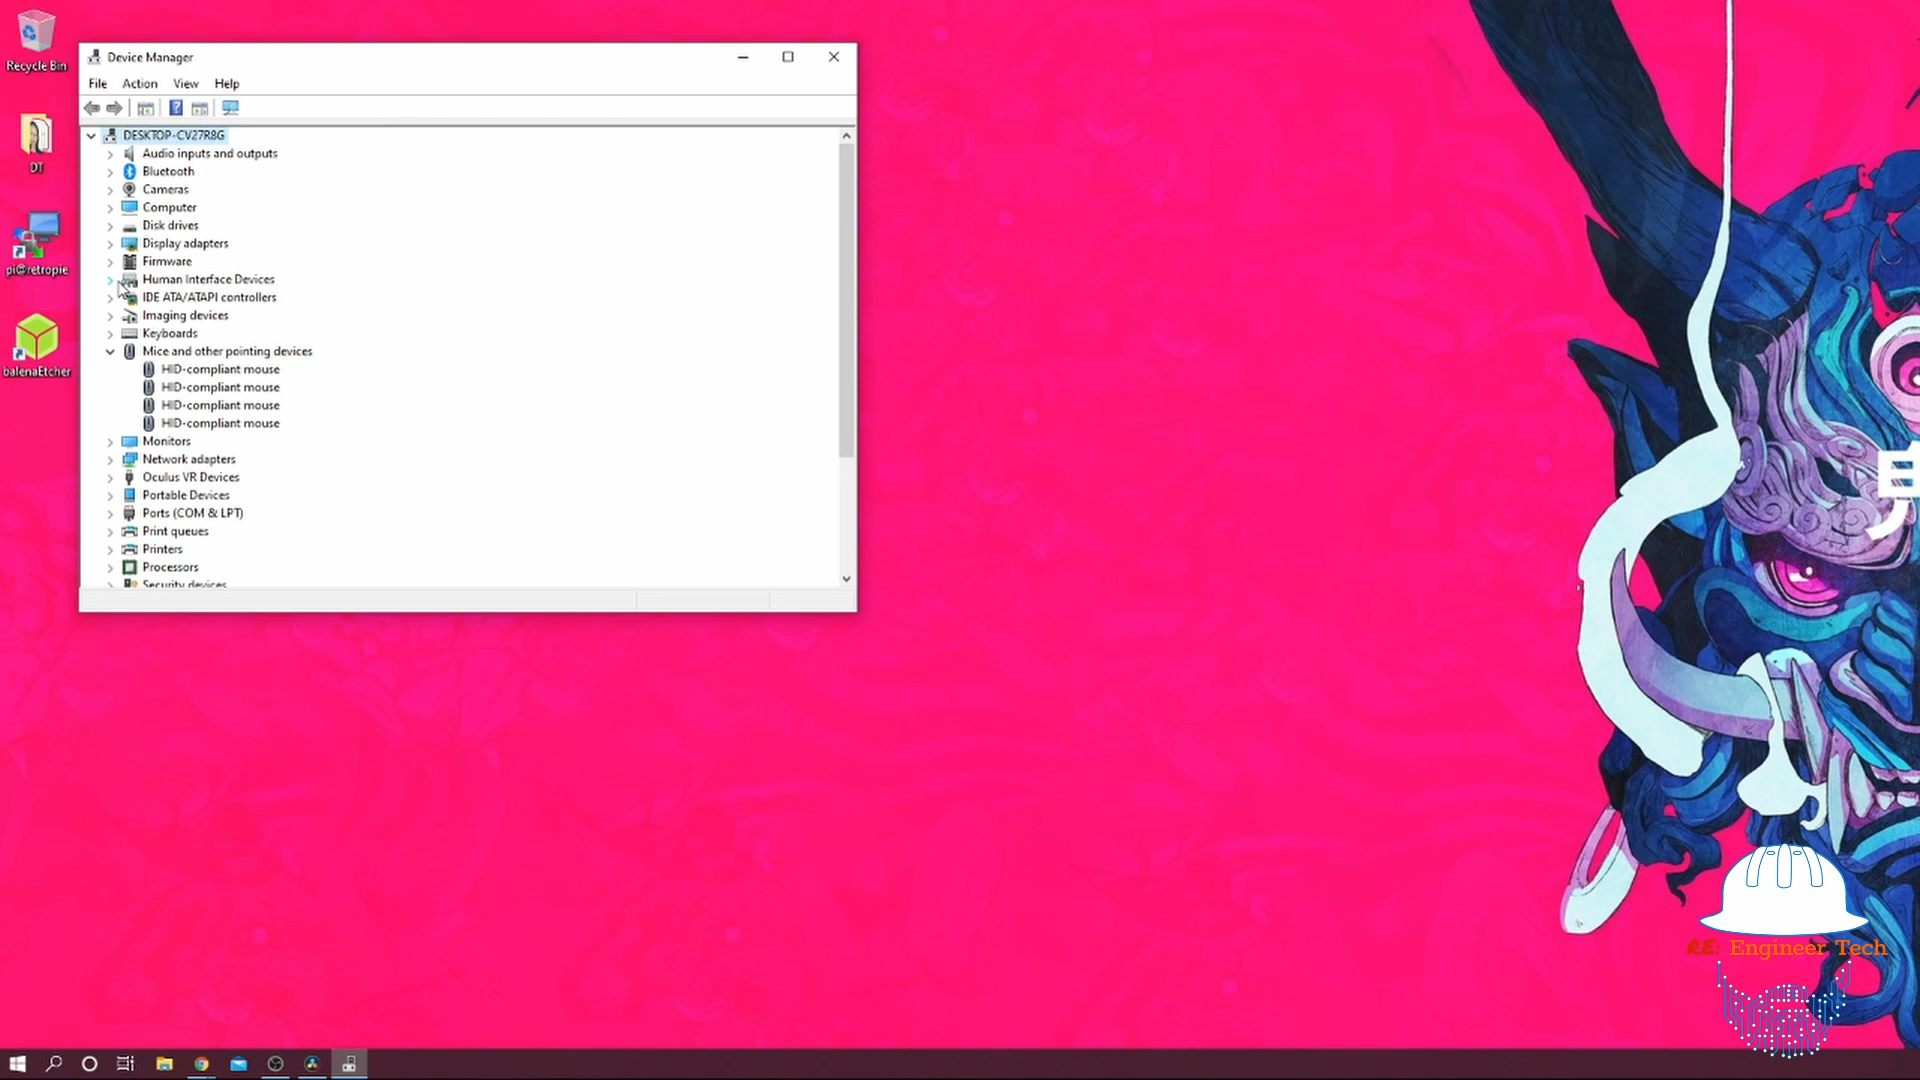 Recycle Bin
DT
pi@retropie
balenaEtcher
Device Manager
File Action View Help
DESKTOP-CV27R8G
Audio inputs and outputs
Bluetooth
Cameras
Computer
Disk drives
Display adapters
Firmware
Human Interface Devices
IDE ATA/ATAPI controllers
Imaging devices
Keyboards
Mice and other pointing devices
HID-compliant mouse
HID-compliant mouse
HID-compliant mouse
HID-compliant mouse
Monitors
Network adapters
Oculus VR Devices
Portable Devices
Ports (COM & LPT)
Print queues
Printers
Processors
Security devices
RE: Engineer Tech